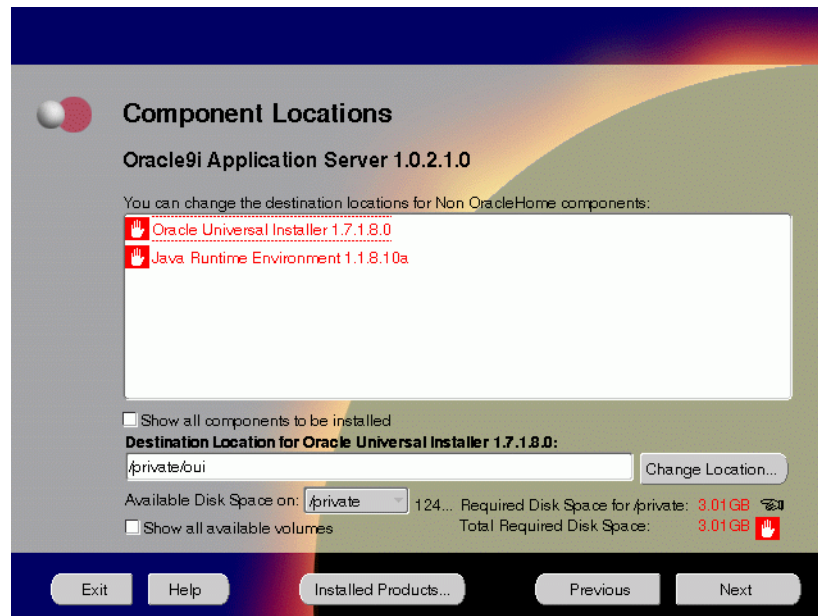 Component Locations
Oracle9i Application Server 1.0.2.1.0
You can change the destination locations for Non OracleHome components:
Oracle Universal Installer 1.7.1.8.0
Java Runtime Environment 1.1.8.10a
Show all components to be installed
Destination Location for Oracle Universal Installer 1.7.1.8.0:
/private/oui
Change Location...
Available Disk Space on: /private 124... Required Disk Space for /private: 3.01GB
Show all available volumes Total Required Disk Space: 3.01GB
Exit Help Installed Products... Previous Next